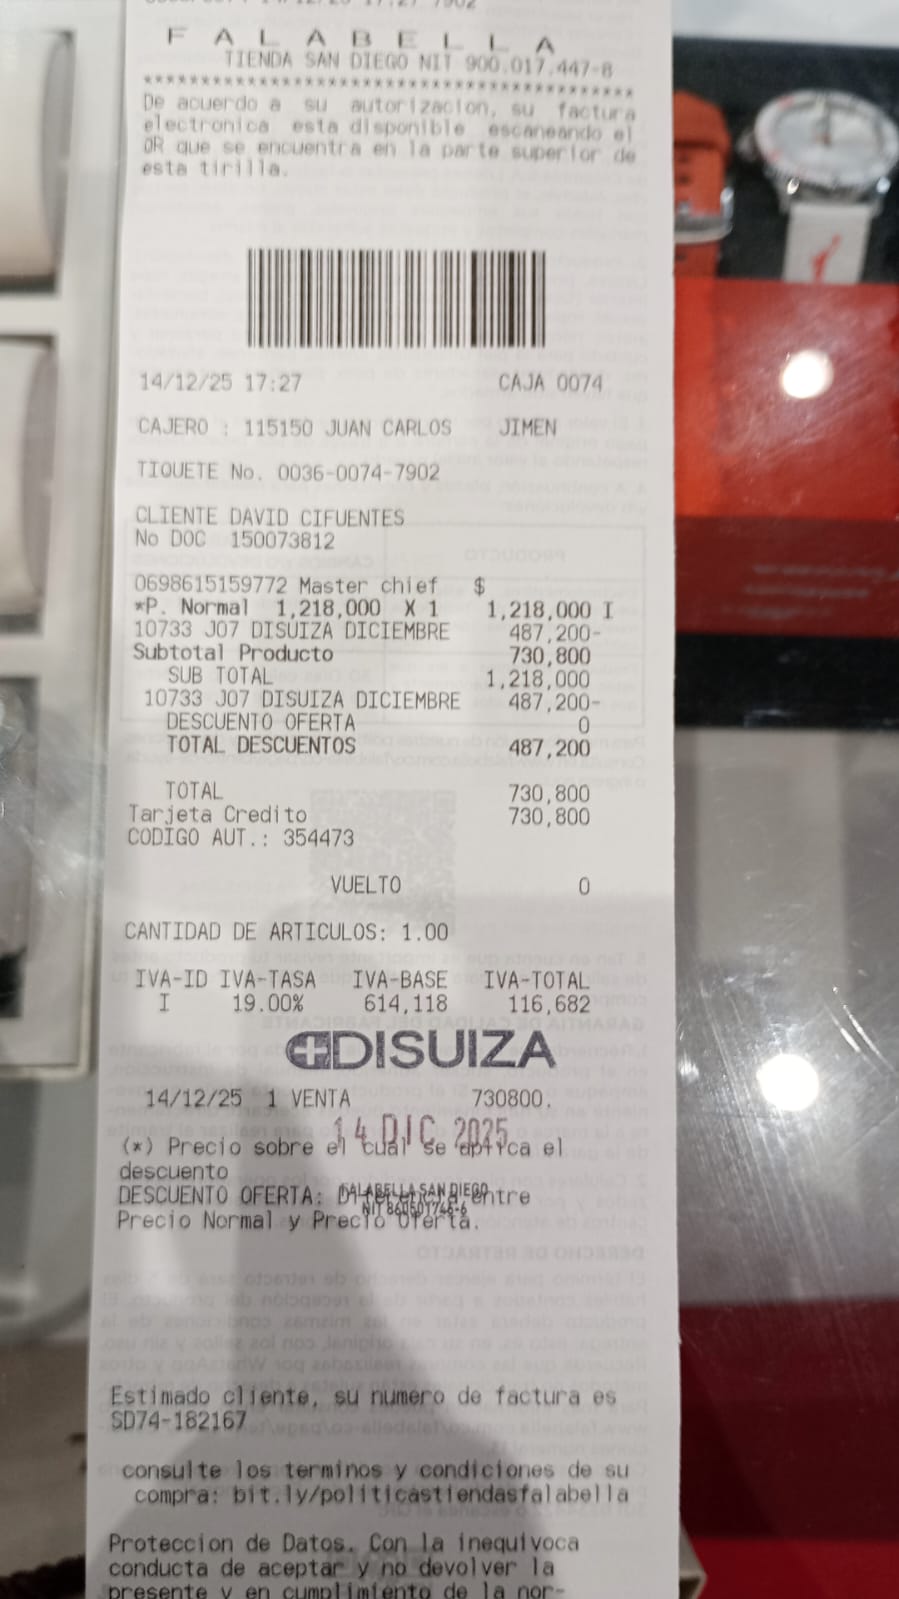 F A L A B E L L A
TIENDA SAN DIEGO NIT 900.017.447-8
****************************************
De acuerdo a su autorizacion, su factura
electronica esta disponible escaneando el
QR que se encuentra en la parte superior de
esta tirilla.
14/12/25 17:27 CAJA 0074
CAJERO : 115150 JUAN CARLOS JIMEN
TIQUETE No. 0036-0074-7902
CLIENTE DAVID CIFUENTES
No DOC 150073812
0698615159772 Master chief $
*P. Normal 1,218,000 X 1 1,218,000 I
10733 J07 DISUIZA DICIEMBRE 487,200-
Subtotal Producto 730,800
SUB TOTAL 1,218,000
10733 J07 DISUIZA DICIEMBRE 487,200-
DESCUENTO OFERTA 0
TOTAL DESCUENTOS 487,200
TOTAL 730,800
Tarjeta Credito 730,800
CODIGO AUT.: 354473
VUELTO 0
CANTIDAD DE ARTICULOS: 1.00
IVA-ID IVA-TASA IVA-BASE IVA-TOTAL
I 19.00% 614,118 116,682
DISUIZA
14/12/25 1 VENTA 730800.
14 DIC 2025
(*) Precio sobre el cual se aplica el
descuento
FALABELLA SAN DIEGO
DESCUENTO OFERTA: Diferencia entre
Precio Normal y Precio Oferta.
Estimado cliente, su numero de factura es
SD74-182167
consulte los terminos y condiciones de su
compra: bit.ly/politicastiendasfalabella
Proteccion de Datos. Con la inequivoca
conducta de aceptar y no devolver la
presente y en cumplimiento de la nor-